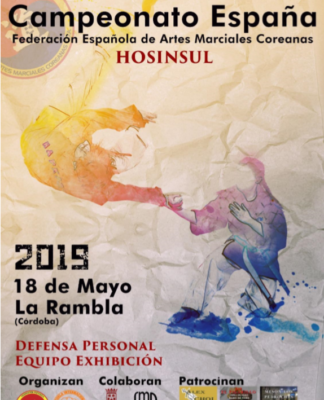 Campeonato España
Federación Española de Artes Marciales Coreanas
HOSINSUL
2019
18 de Mayo
La Rambla
(Córdoba)
DEFENSA PERSONAL
EQUIPO EXHIBICIÓN
Organizan Colaboran Patrocinan